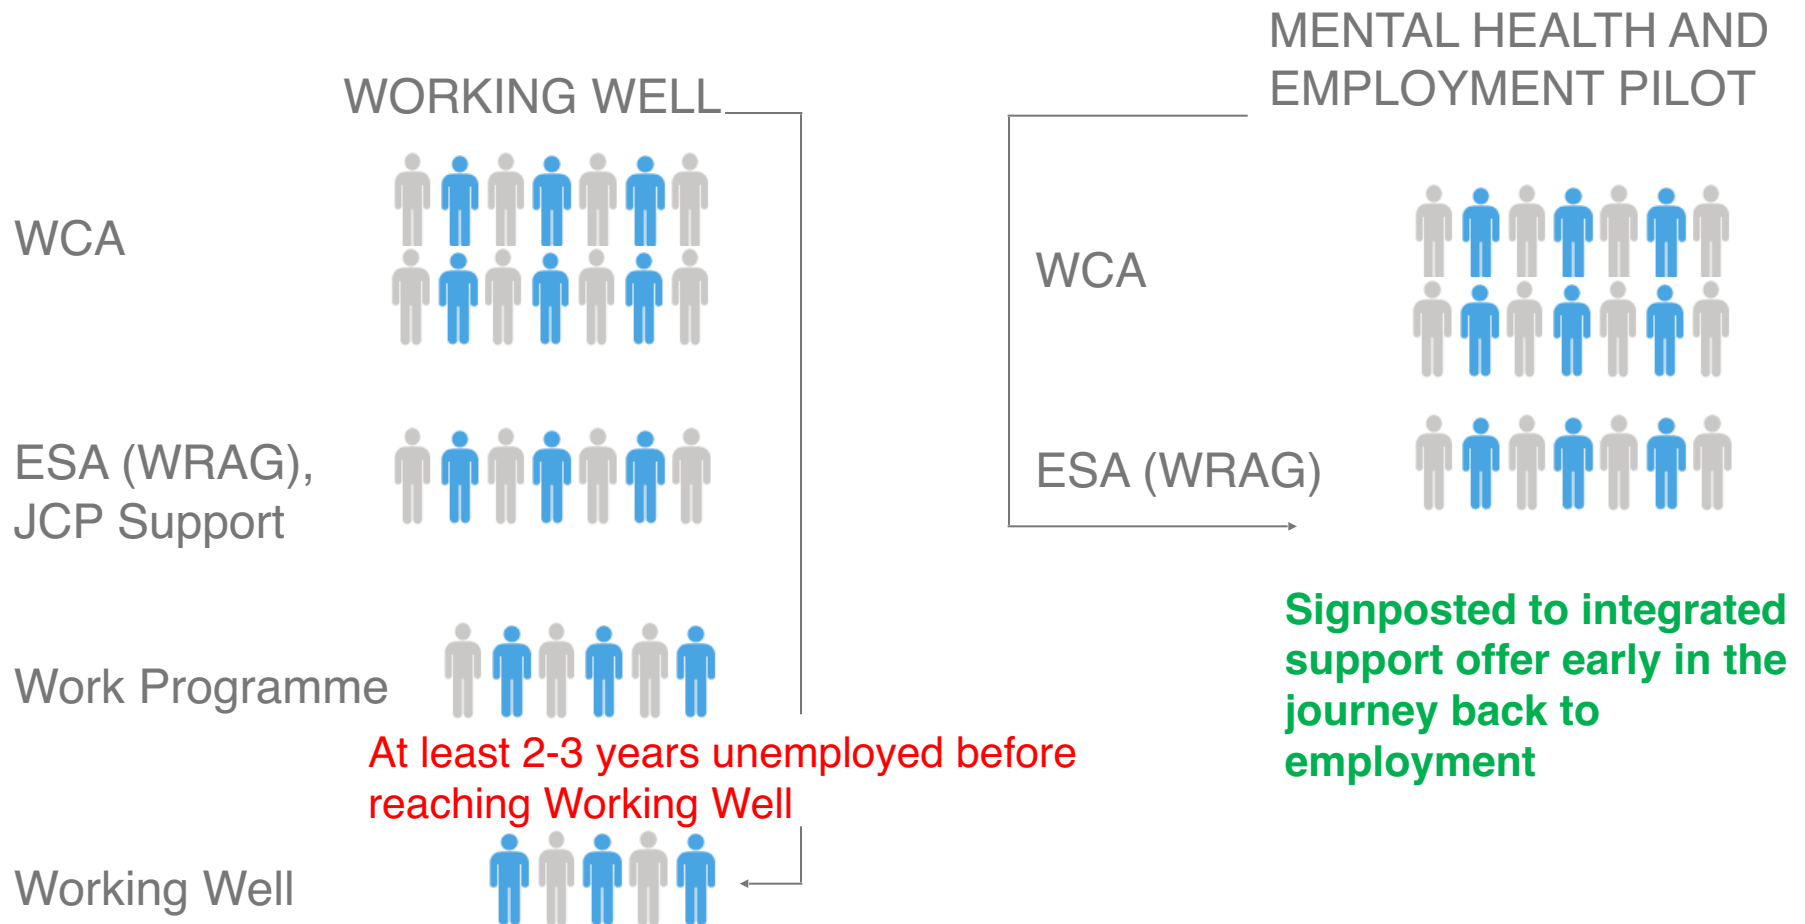 WORKING WELL
WCA
ESA (WRAG),
JCP Support
Work Programme
At least 2-3 years unemployed before
reaching Working Well
Working Well
MENTAL HEALTH AND
EMPLOYMENT PILOT
WCA
ESA (WRAG)
Signposted to integrated
support offer early in the
journey back to
employment